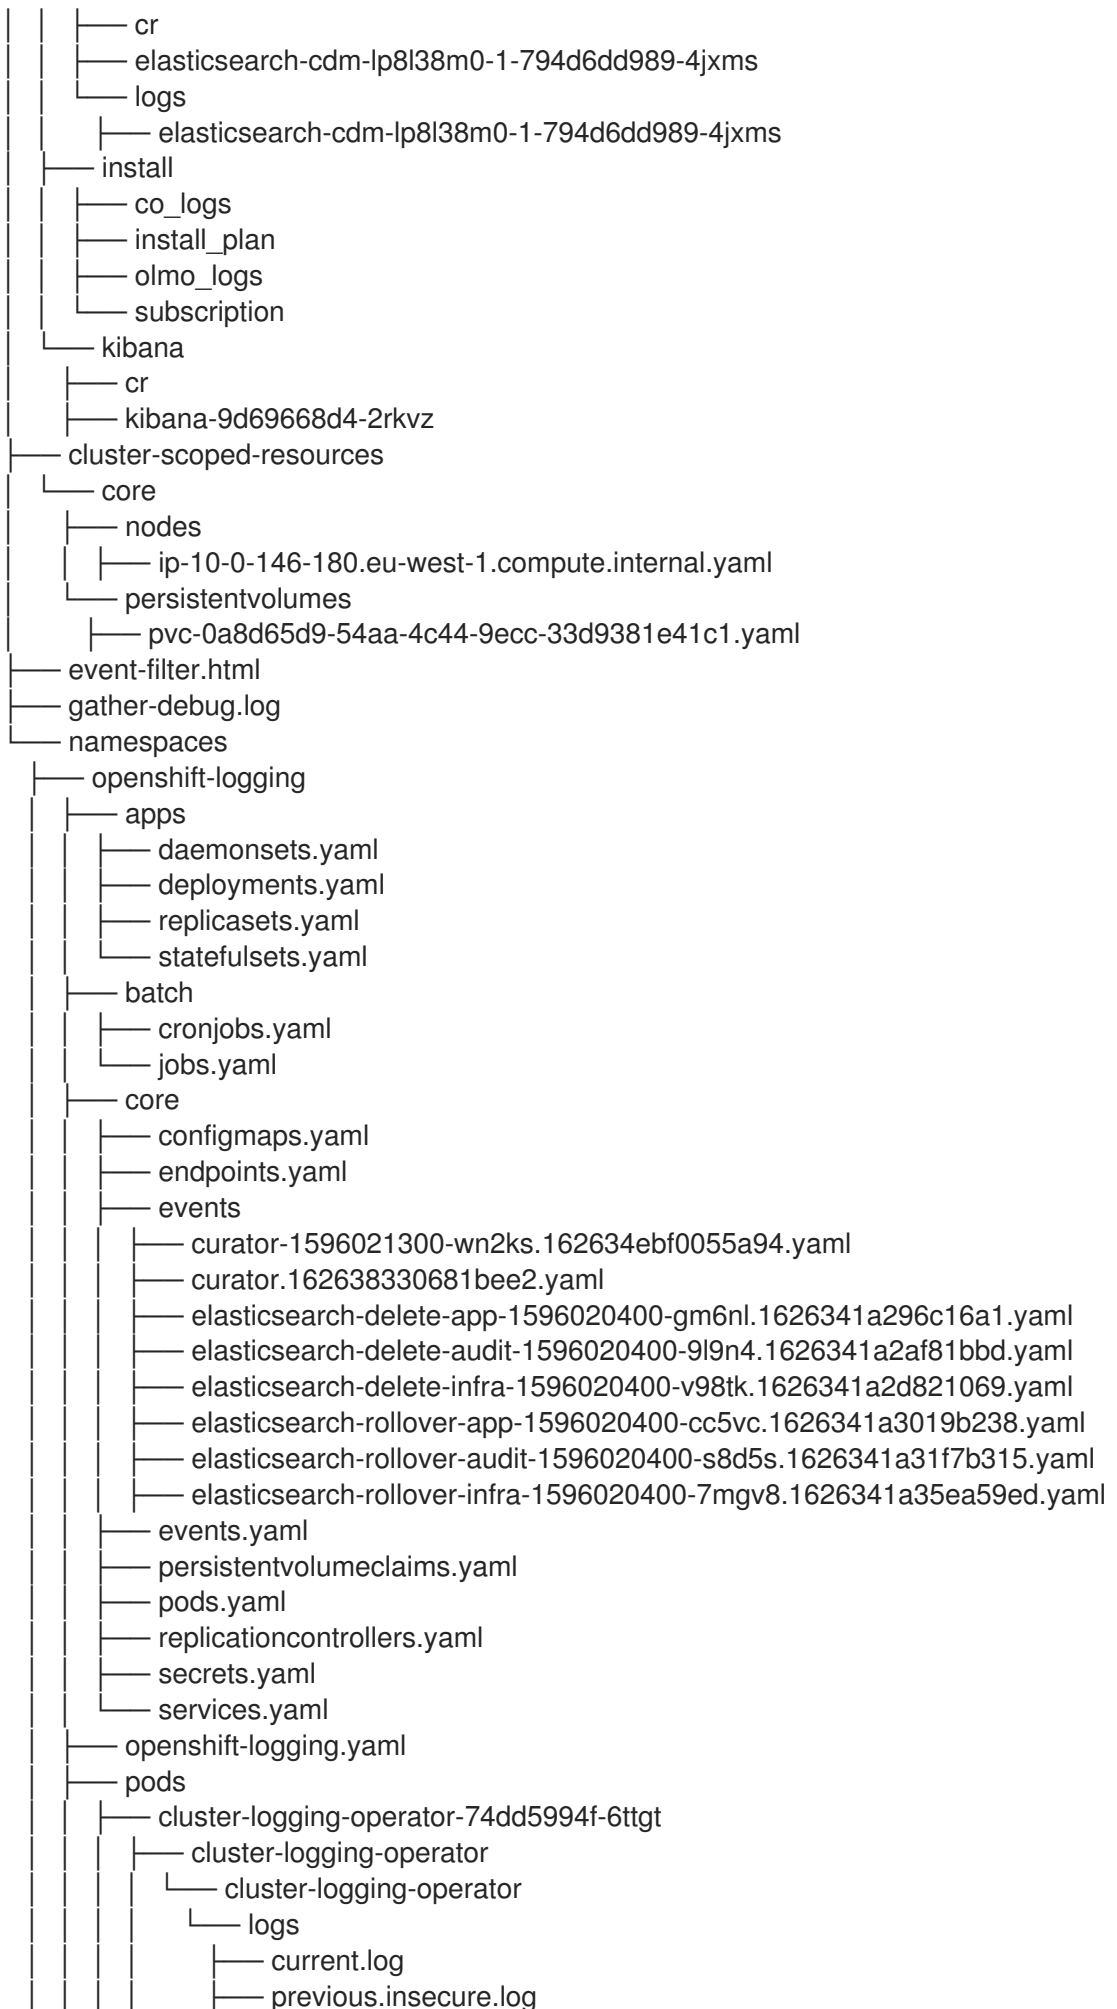 │ │ ├── cr
│ │ ├── elasticsearch-cdm-lp8l38m0-1-794d6dd989-4jxms
│ │ └── logs
│ │ ├── elasticsearch-cdm-lp8l38m0-1-794d6dd989-4jxms
│ ├── install
│ │ ├── co_logs
│ │ ├── install_plan
│ │ ├── olmo_logs
│ │ └── subscription
│ └── kibana
│ ├── cr
│ ├── kibana-9d69668d4-2rkvz
├── cluster-scoped-resources
│ └── core
│ ├── nodes
│ │ ├── ip-10-0-146-180.eu-west-1.compute.internal.yaml
│ └── persistentvolumes
│ ├── pvc-0a8d65d9-54aa-4c44-9ecc-33d9381e41c1.yaml
├── event-filter.html
├── gather-debug.log
└── namespaces
├── openshift-logging
│ ├── apps
│ │ ├── daemonsets.yaml
│ │ ├── deployments.yaml
│ │ ├── replicasets.yaml
│ │ └── statefulsets.yaml
│ ├── batch
│ │ ├── cronjobs.yaml
│ │ └── jobs.yaml
│ ├── core
│ │ ├── configmaps.yaml
│ │ ├── endpoints.yaml
│ │ ├── events
│ │ │ ├── curator-1596021300-wn2ks.162634ebf0055a94.yaml
│ │ │ ├── curator.162638330681bee2.yaml
│ │ │ ├── elasticsearch-delete-app-1596020400-gm6nl.1626341a296c16a1.yaml
│ │ │ ├── elasticsearch-delete-audit-1596020400-9l9n4.1626341a2af81bbd.yaml
│ │ │ ├── elasticsearch-delete-infra-1596020400-v98tk.1626341a2d821069.yaml
│ │ │ ├── elasticsearch-rollover-app-1596020400-cc5vc.1626341a3019b238.yaml
│ │ │ ├── elasticsearch-rollover-audit-1596020400-s8d5s.1626341a31f7b315.yaml
│ │ │ ├── elasticsearch-rollover-infra-1596020400-7mgv8.1626341a35ea59ed.yaml
│ │ ├── events.yaml
│ │ ├── persistentvolumeclaims.yaml
│ │ ├── pods.yaml
│ │ ├── replicationcontrollers.yaml
│ │ ├── secrets.yaml
│ │ └── services.yaml
│ ├── openshift-logging.yaml
│ ├── pods
│ │ ├── cluster-logging-operator-74dd5994f-6ttgt
│ │ │ ├── cluster-logging-operator
│ │ │ │ └── cluster-logging-operator
│ │ │ │ └── logs
│ │ │ │ ├── current.log
│ │ │ │ ├── previous.insecure.log